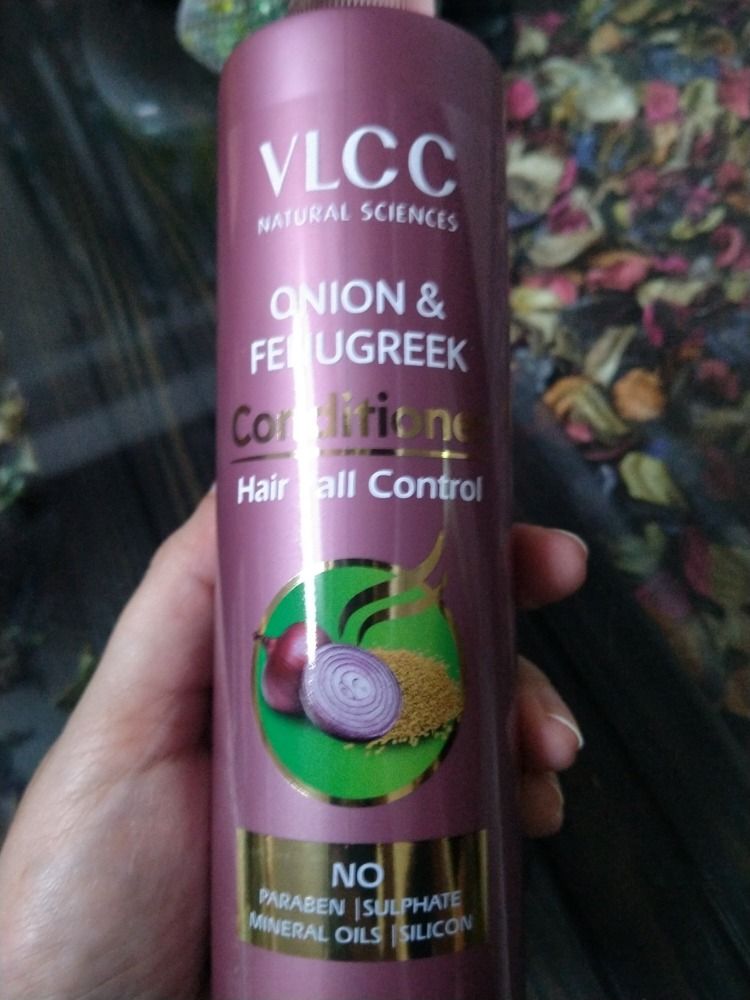 VLCC
NATURAL SCIENCES
ONION &
FENUGREEK
Conditioner
Hair Fall Control
NO
PARABEN | SULPHATE
MINERAL OILS | SILICON